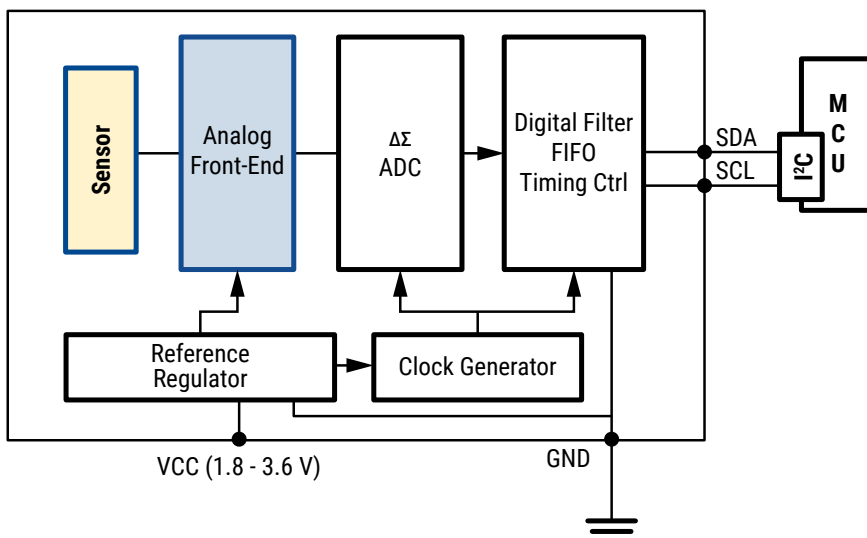 Sensor
Analog
Front-End
ΔΣ
ADC
Digital Filter
FIFO
Timing Ctrl
SDA
SCL
I²C
M
C
U
Reference
Regulator
Clock Generator
VCC (1.8 - 3.6 V)
GND